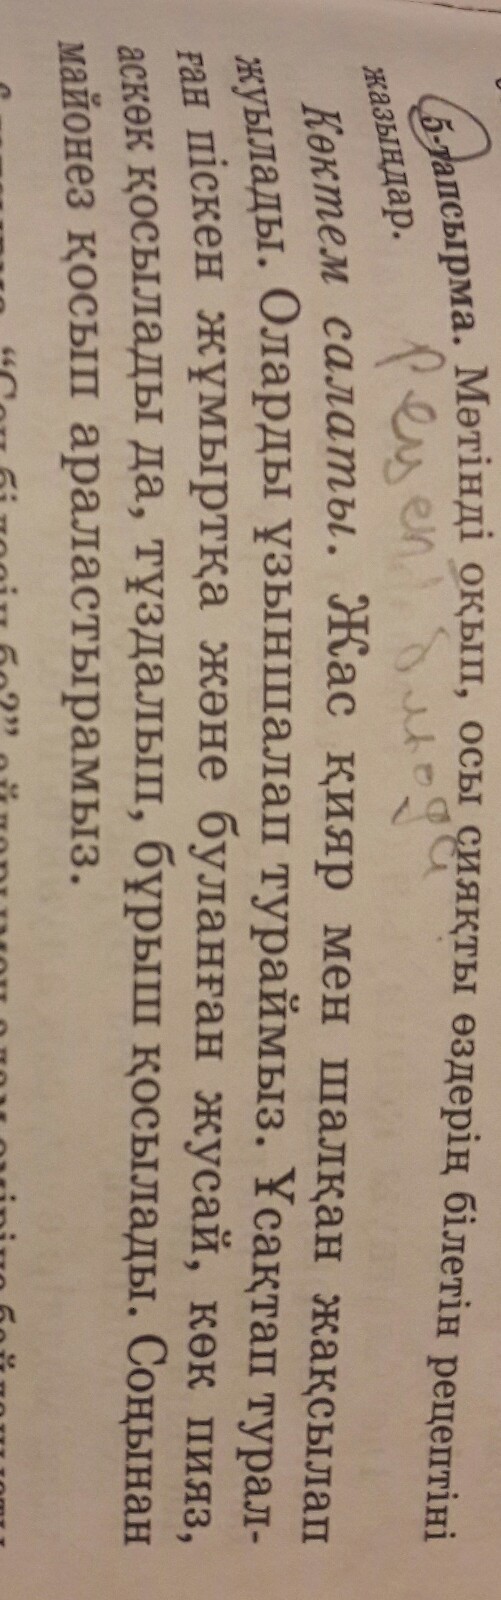 5-тапсырма. Мәтінді оқып, осы сияқты өздерің білетін рецептіні
жазыңдар.
Көктем салаты. Жас қияр мен шалқан жақсылап
жуылады. Оларды ұзыншалап тураймыз. Ұсақтап турал-
ған піскен жұмыртқа және буланған жусай, көк пияз,
аскөк қосылады да, тұздалып, бұрыш қосылады. Соңынан
майонез қосып араластырамыз.